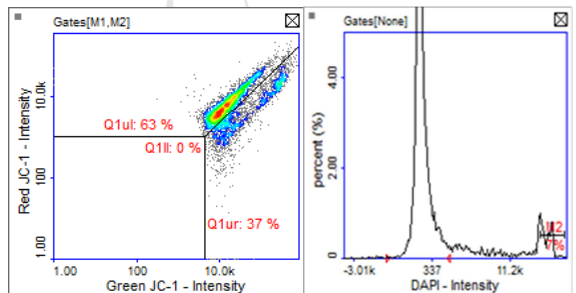 Gates[M1,M2]
Red JC-1 - Intensity
10.0k
100
1.00
Q1ul: 63 %
Q1ll: 0 %
Q1ur: 37 %
1.00
100
10.0k
Green JC-1 - Intensity
Gates[None]
percent (%)
4.00
2.00
0
7%
-3.01k
337
11.2k
DAPI - Intensity